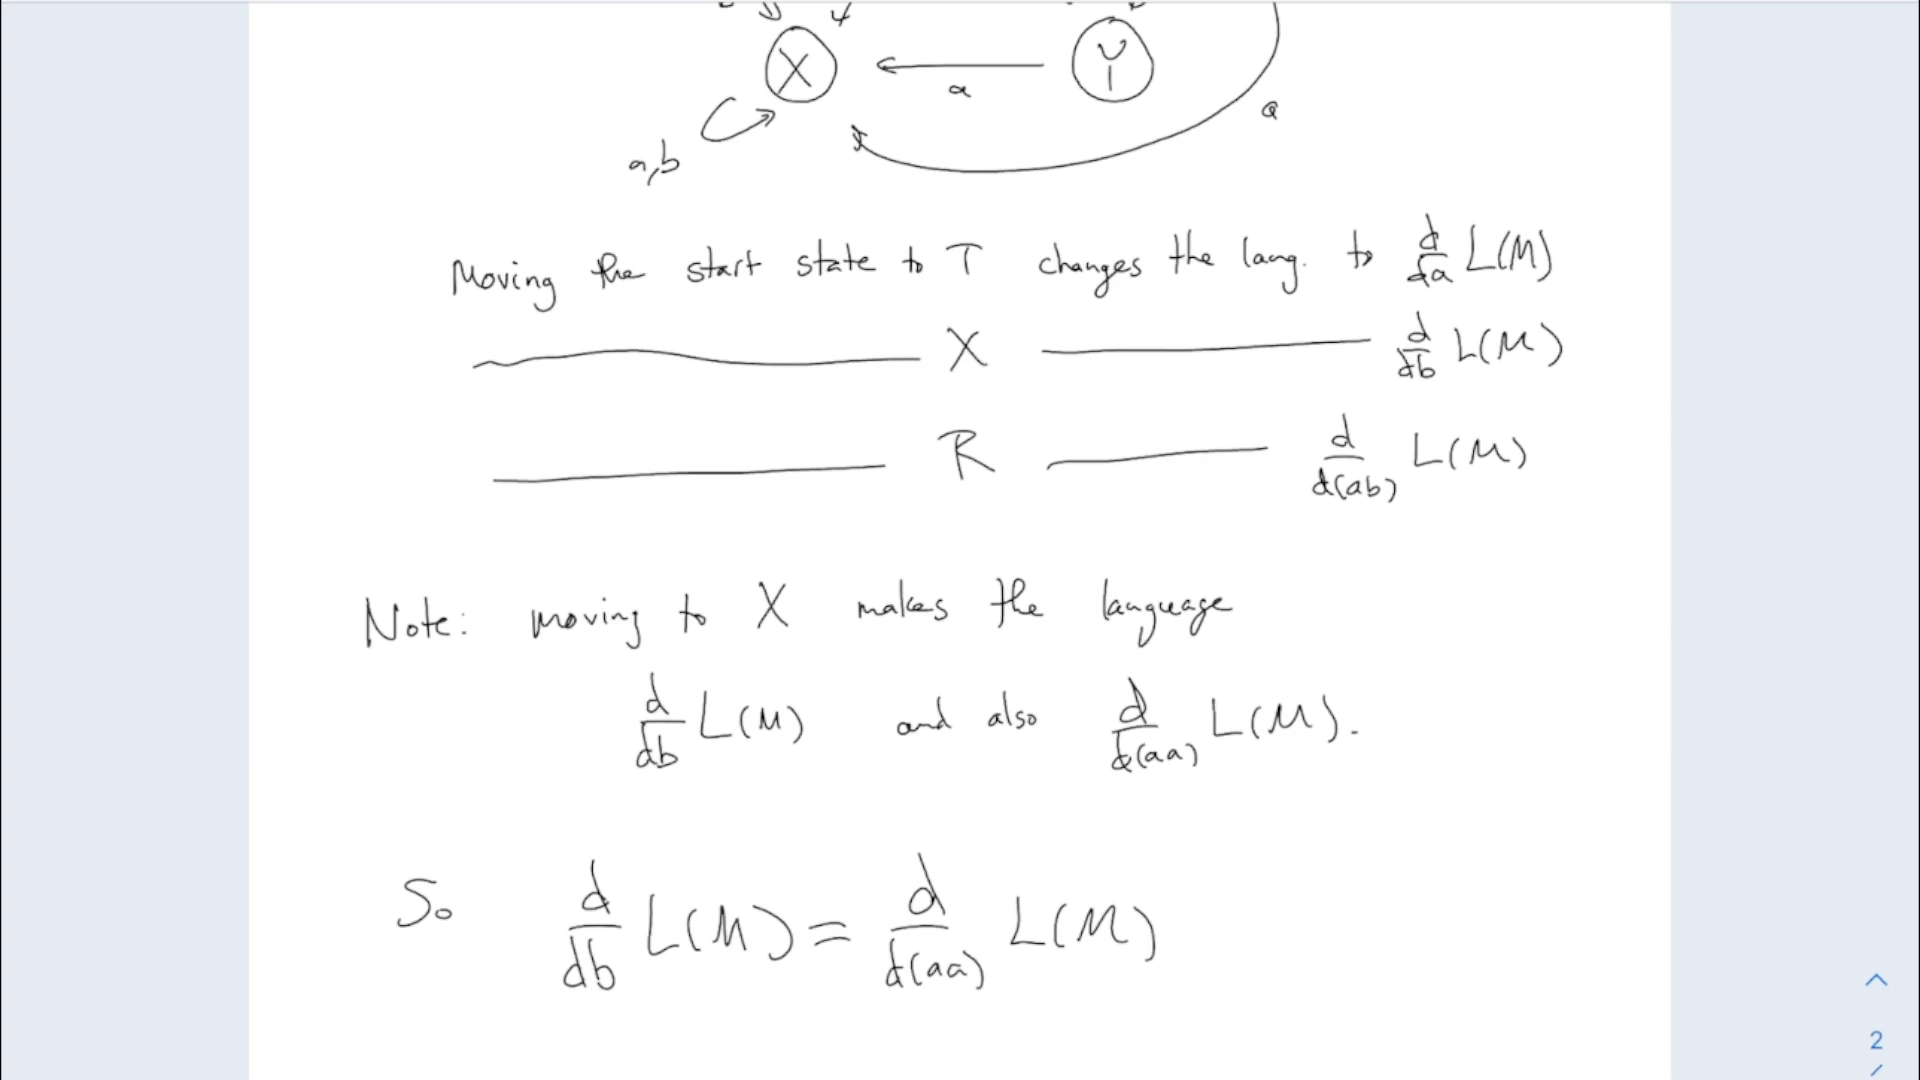 X Y
a
a
a,b
Moving the start state to T changes the lang. to d/da L(M)
X d/db L(M)
R d/d(ab) L(M)
Note: moving to X makes the language
d/db L(M) and also d/d(aa) L(M).
So d/db L(M) = d/d(aa) L(M)
2